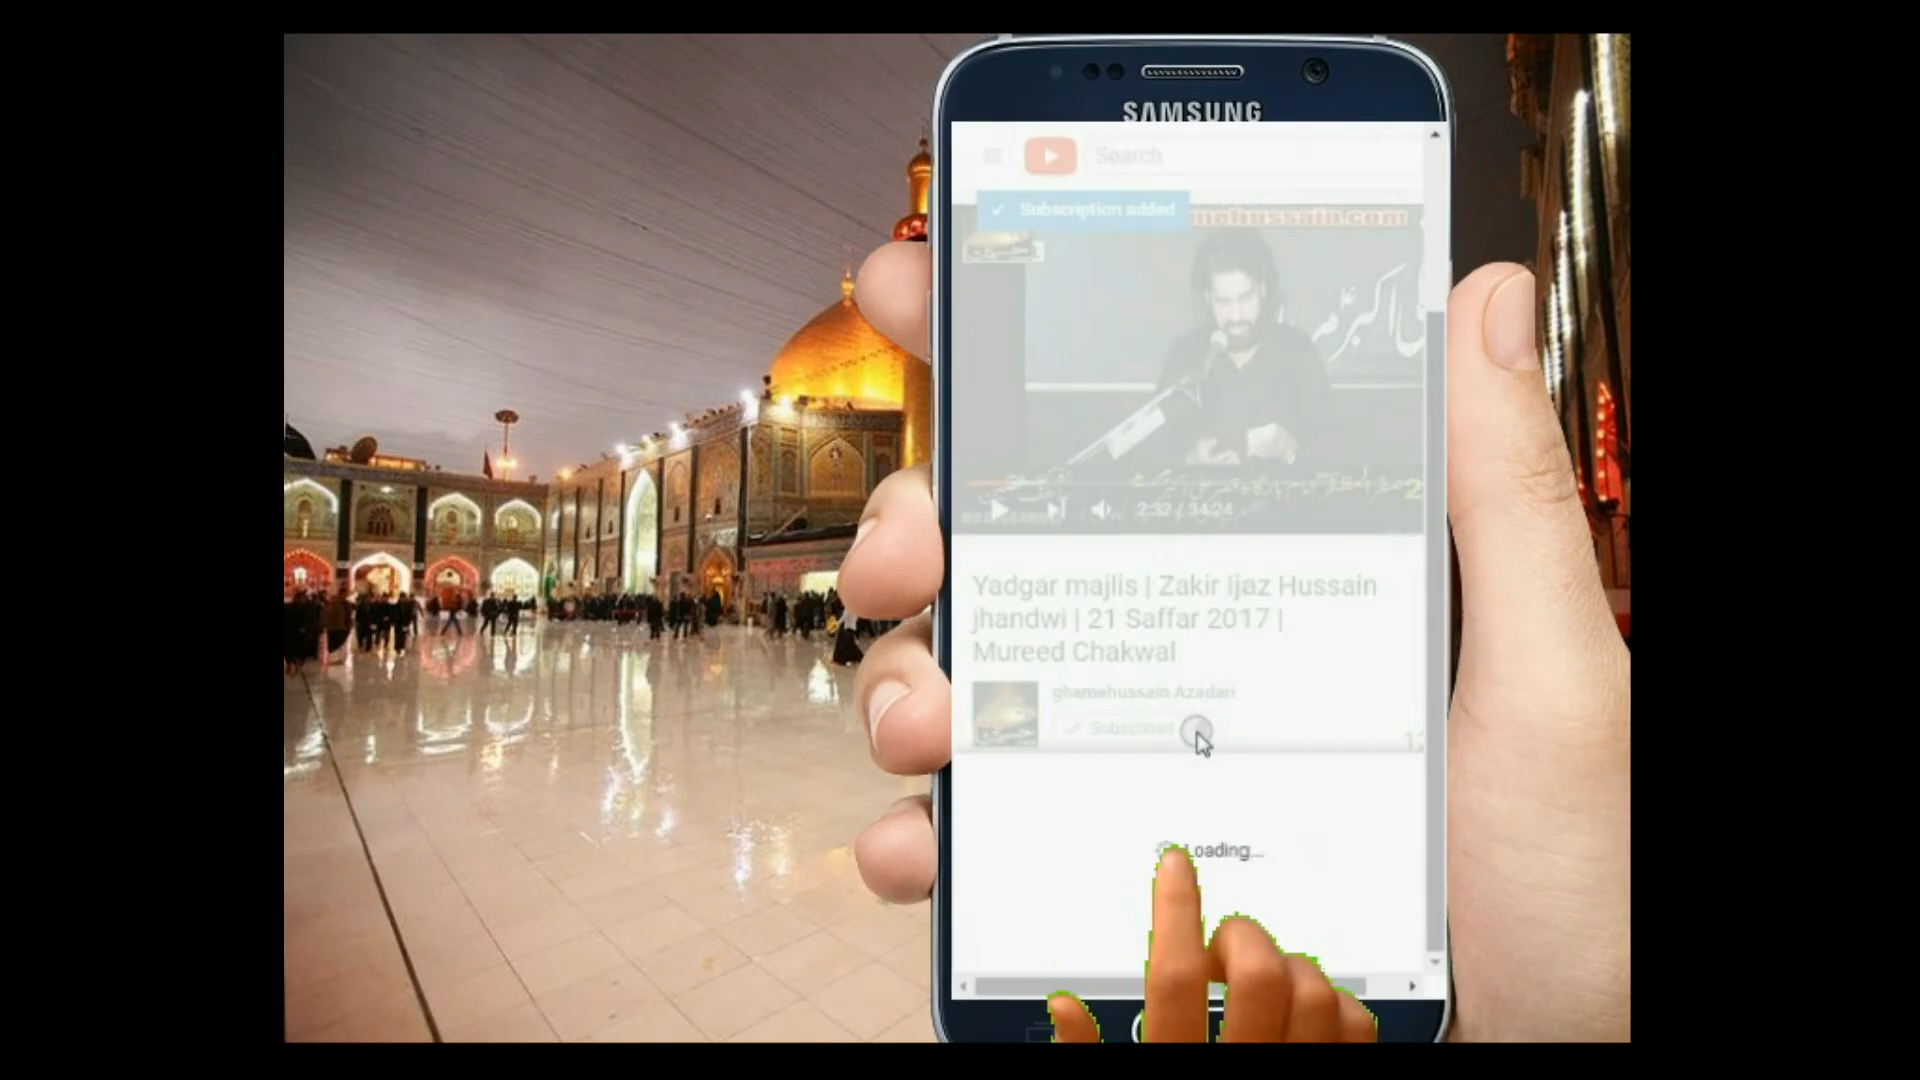 SAMSUNG
Search
Subscription added
2:32 / 34:24
Yadgar majlis | Zakir Ijaz Hussain
jhandwi | 21 Saffar 2017 |
Mureed Chakwal
ghamehussain Azadari
Subscribed
Loading...